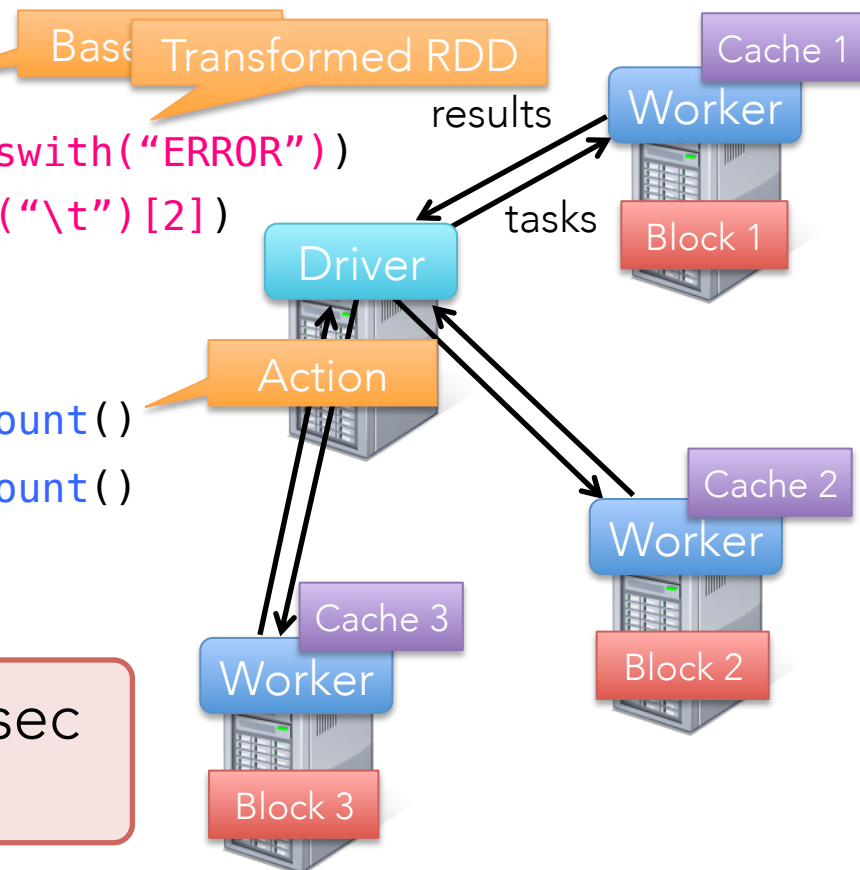 Base
Transformed RDD
Cache 1
Worker
results
swith(“ERROR”))
tasks
(“\t”)[2])
Block 1
Driver
Action
ount()
Cache 2
ount()
Worker
Cache 3
Block 2
Worker
sec
Block 3